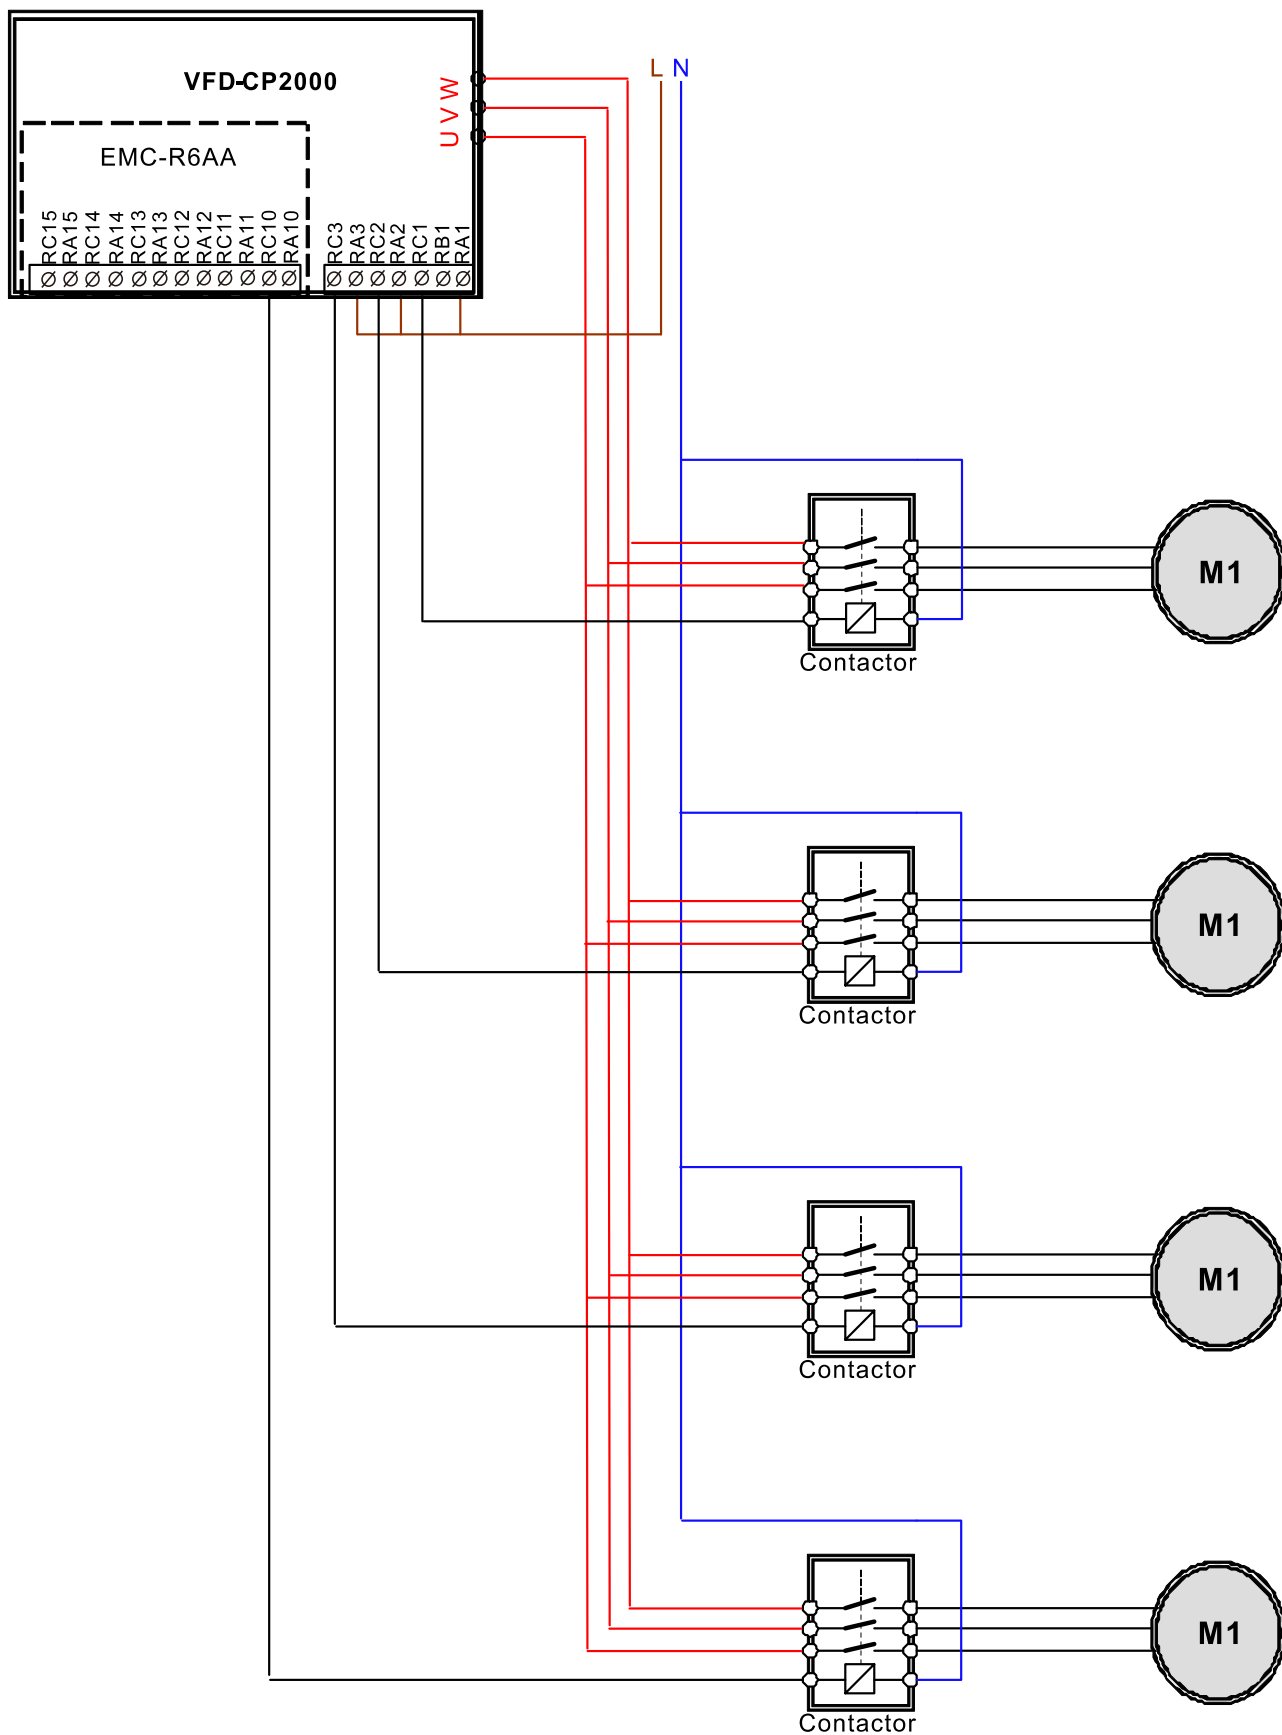 VFD-CP2000
U V W
L N
EMC-R6AA
RC15
RA15
RC14
RA14
RC13
RA13
RC12
RA12
RC11
RA11
RC10
RA10
RC3
RA3
RC2
RA2
RC1
RB1
RA1
M1
Contactor
M1
Contactor
M1
Contactor
M1
Contactor